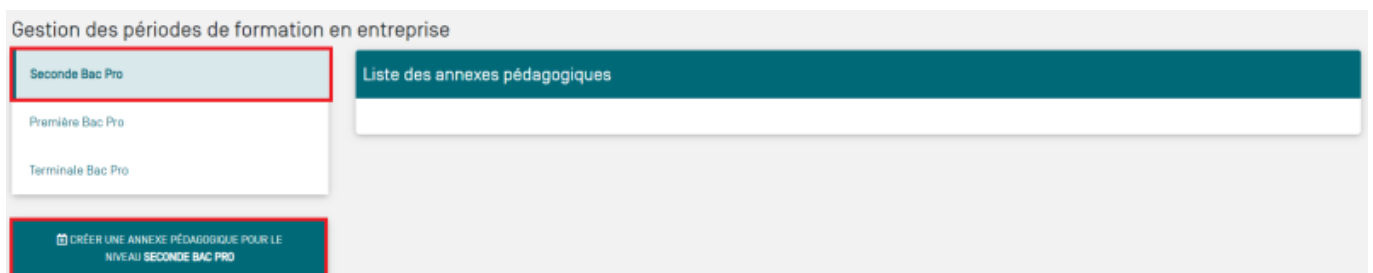 Gestion des périodes de formation en entreprise
Seconde Bac Pro
Liste des annexes pédagogiques
Première Bac Pro
Terminale Bac Pro
CRÉER UNE ANNEXE PÉDAGOGIQUE POUR LE
NIVEAU SECONDE BAC PRO